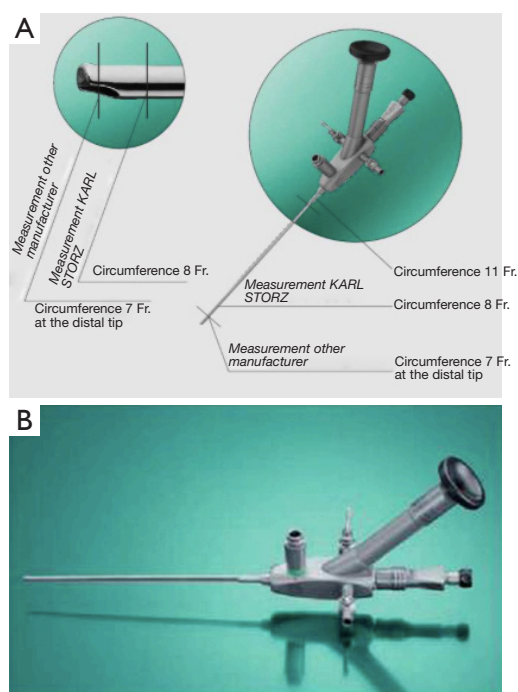 A
Measurement other
manufacturer
Measurement KARL
STORZ
Circumference 8 Fr.
Circumference 7 Fr.
at the distal tip
Circumference 11 Fr.
Measurement KARL
STORZ
Circumference 8 Fr.
Measurement other
manufacturer
Circumference 7 Fr.
at the distal tip
B